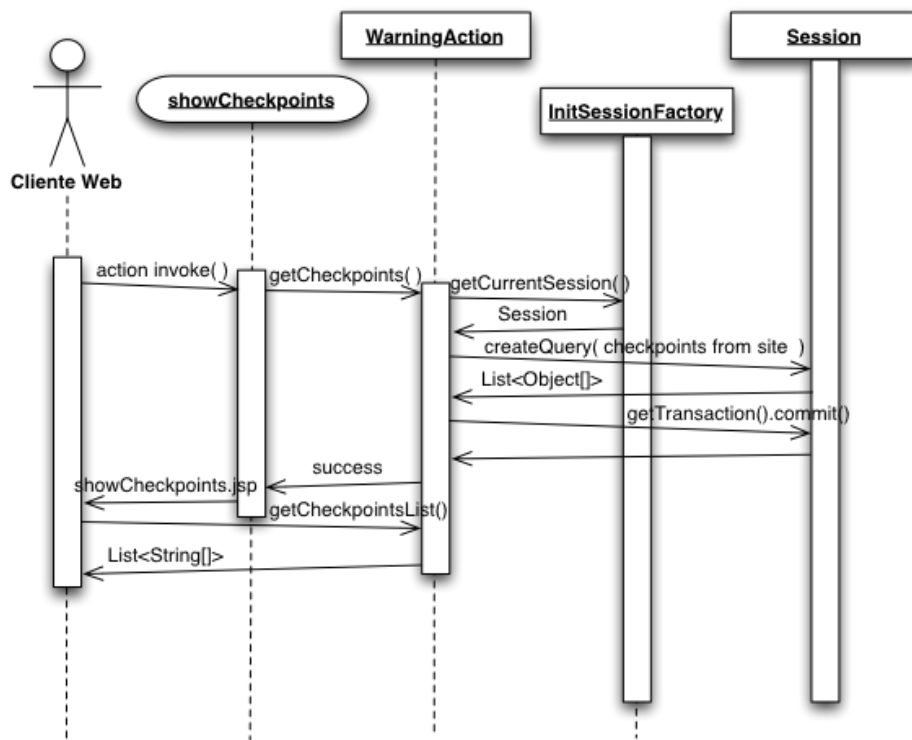 WarningAction
Session
showCheckpoints
InitSessionFactory
Cliente Web
action invoke( )
getCheckpoints( )
getCurrentSession( )
Session
createQuery( checkpoints from site )
List<Object[]>
getTransaction().commit()
success
showCheckpoints.jsp
getCheckpointsList()
List<String[]>